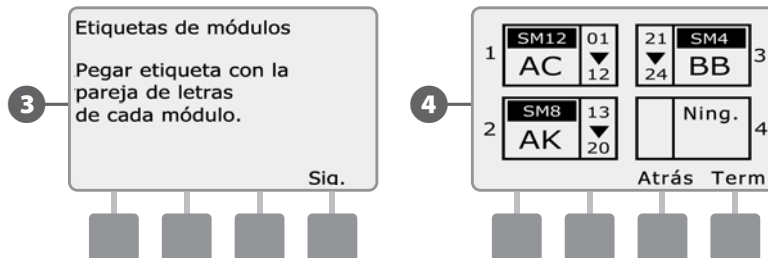 3
Etiquetas de módulos
Pegar etiqueta con la
pareja de letras
de cada módulo.
Sig.
4
1
SM12
AC
01
12
21
24
SM4
BB
3
2
SM8
AK
13
20
Ning.
4
Atrás Term